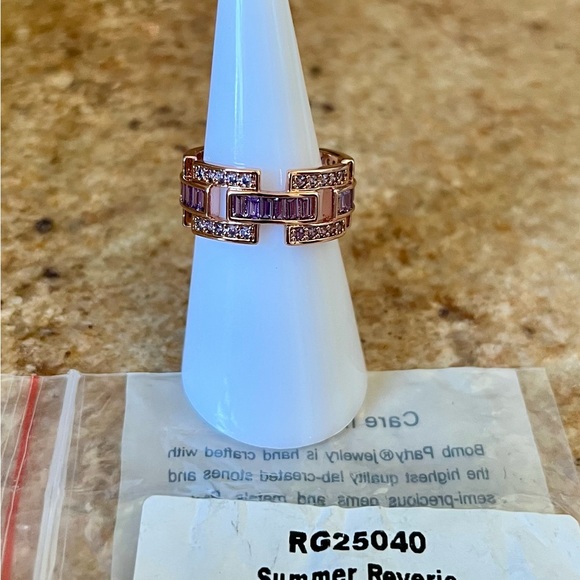 Care
Bomb Party® jewelry is hand crafted with
the highest quality lab-created stones and
semi-precious gems and metals.
RG25040
Summer Reverie